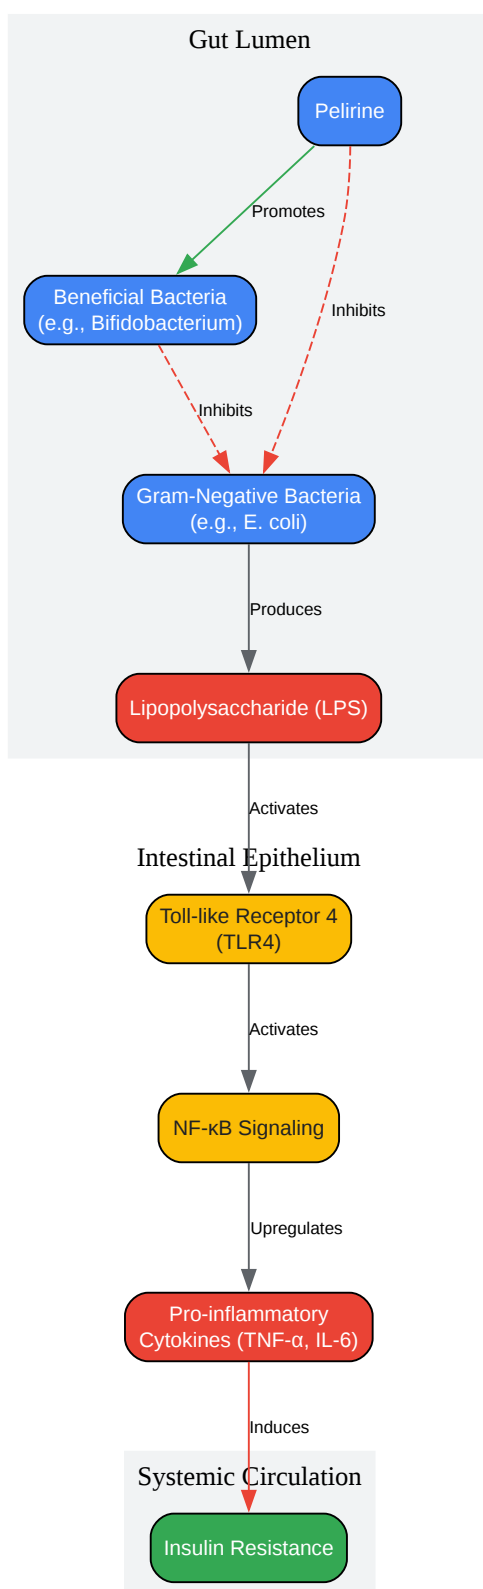 Gut Lumen
Pelirine
Promotes
Beneficial Bacteria
(e.g., Bifidobacterium)
Inhibits
Inhibits
Gram-Negative Bacteria
(e.g., E. coli)
Produces
Lipopolysaccharide (LPS)
Activates
Intestinal Epithelium
Toll-like Receptor 4
(TLR4)
Activates
NF-κB Signaling
Upregulates
Pro-inflammatory
Cytokines (TNF-α, IL-6)
Induces
Systemic Circulation
Insulin Resistance